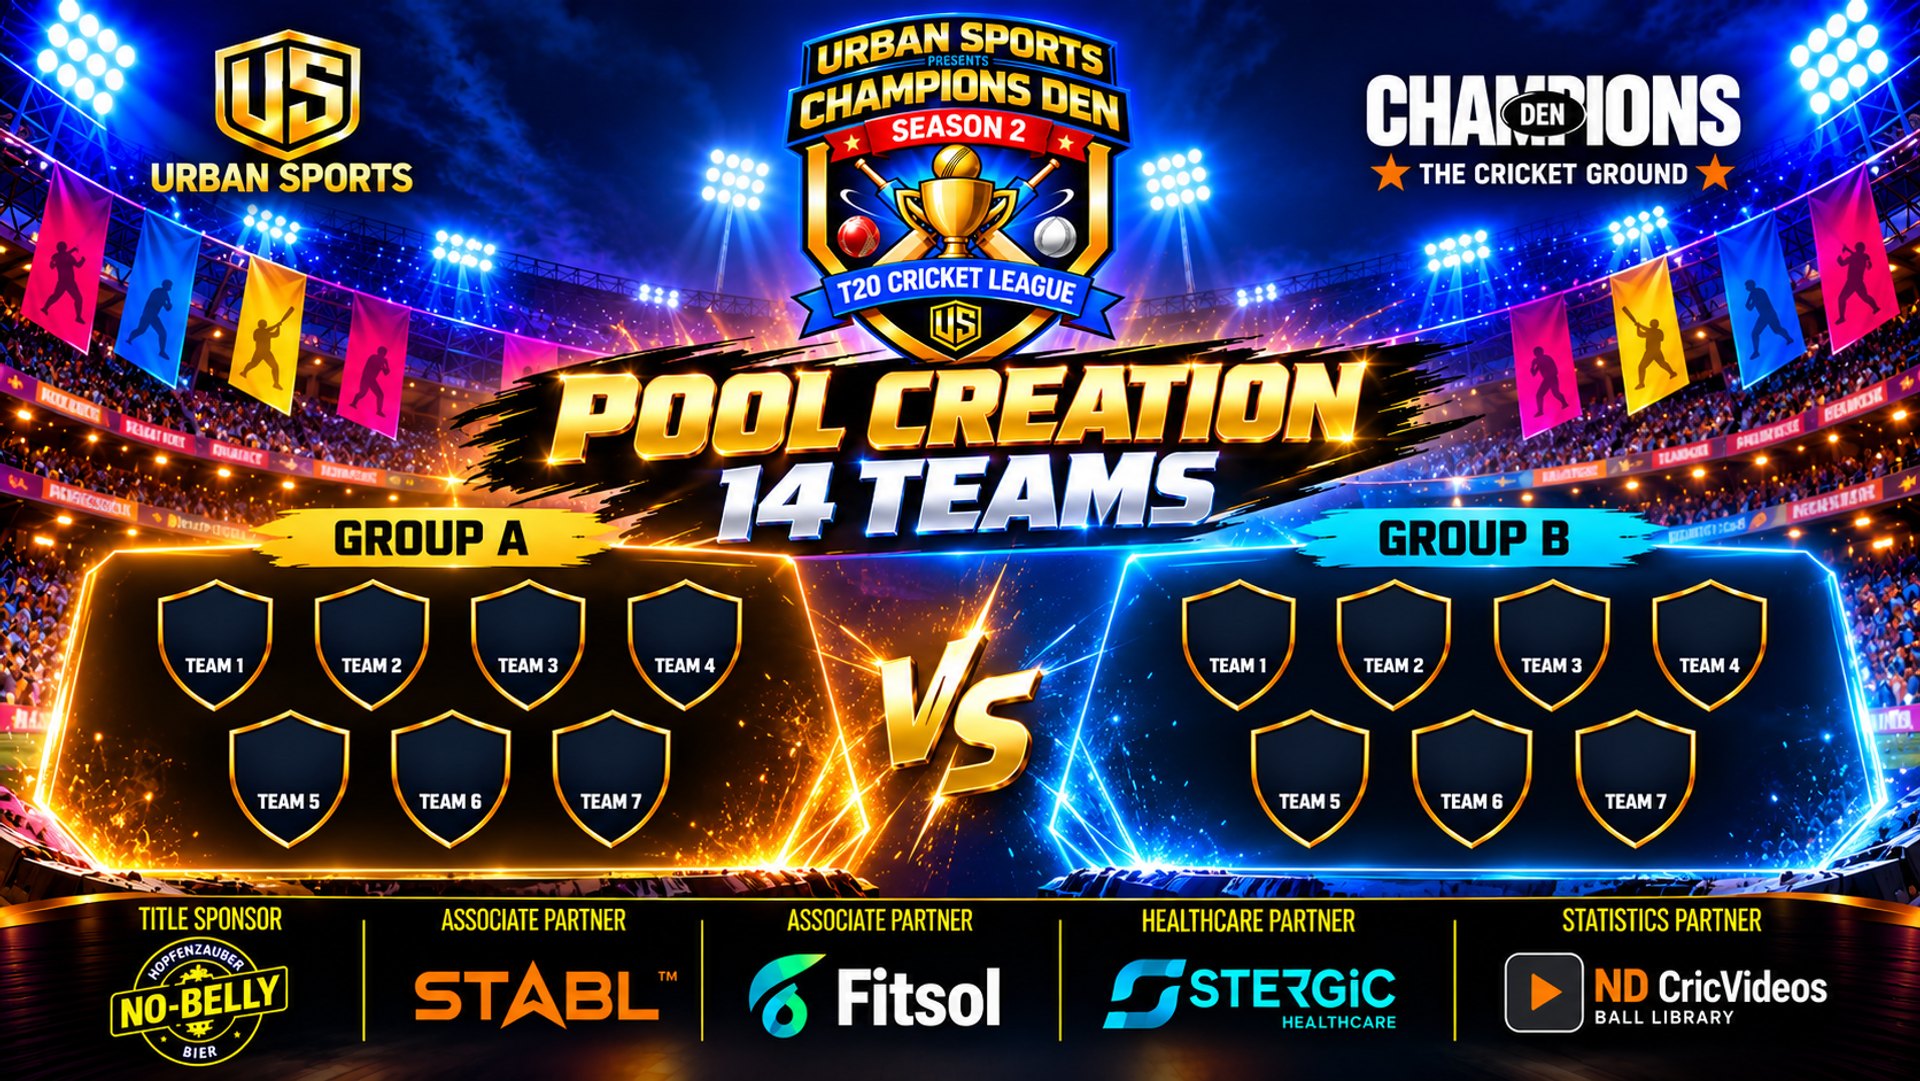 US
URBAN SPORTS
URBAN SPORTS
PRESENTS
CHAMPIONS DEN
SEASON 2
T20 CRICKET LEAGUE
US
CHAMPIONS
DEN
THE CRICKET GROUND
POOL CREATION
14 TEAMS
GROUP A
TEAM 1
TEAM 2
TEAM 3
TEAM 4
TEAM 5
TEAM 6
TEAM 7
VS
GROUP B
TEAM 1
TEAM 2
TEAM 3
TEAM 4
TEAM 5
TEAM 6
TEAM 7
TITLE SPONSOR
HOPFENZAUBER
NO-BELLY
BIER
ASSOCIATE PARTNER
STABL™
ASSOCIATE PARTNER
Fitsol
HEALTHCARE PARTNER
STERGiC
HEALTHCARE
STATISTICS PARTNER
ND CricVideos
BALL LIBRARY